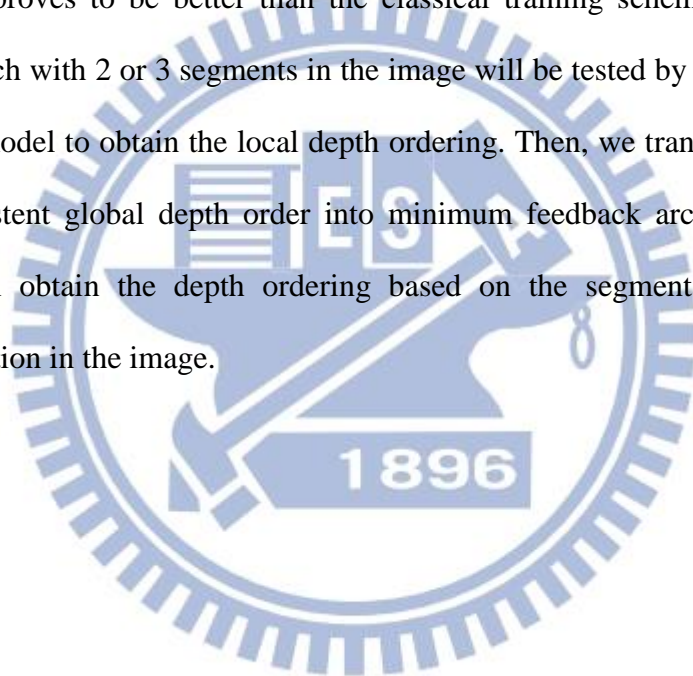 proves to be better than the classical training schem
ch with 2 or 3 segments in the image will be tested by
odel to obtain the local depth ordering. Then, we tran
stent global depth order into minimum feedback arc
obtain the depth ordering based on the segment
tion in the image.
E S A
1896